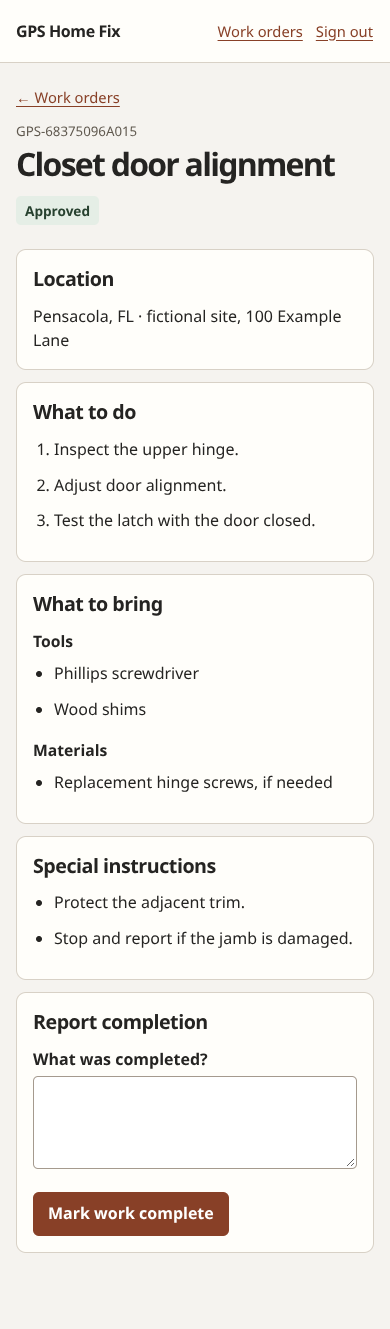 GPS Home Fix
Work orders Sign out
← Work orders
GPS-68375096A015
Closet door alignment
Approved
Location
Pensacola, FL · fictional site, 100 Example
Lane
What to do
1. Inspect the upper hinge.
2. Adjust door alignment.
3. Test the latch with the door closed.
What to bring
Tools
• Phillips screwdriver
• Wood shims
Materials
• Replacement hinge screws, if needed
Special instructions
• Protect the adjacent trim.
• Stop and report if the jamb is damaged.
Report completion
What was completed?
Mark work complete